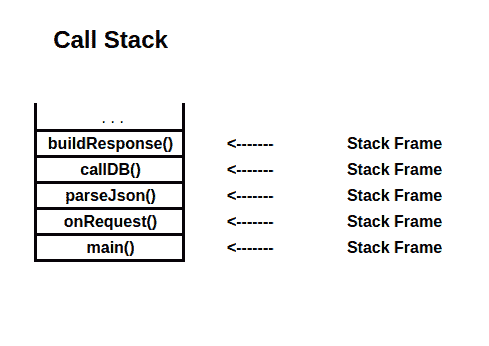 Call Stack
. . .
buildResponse() <------- Stack Frame
callDB() <------- Stack Frame
parseJson() <------- Stack Frame
onRequest() <------- Stack Frame
main() <------- Stack Frame